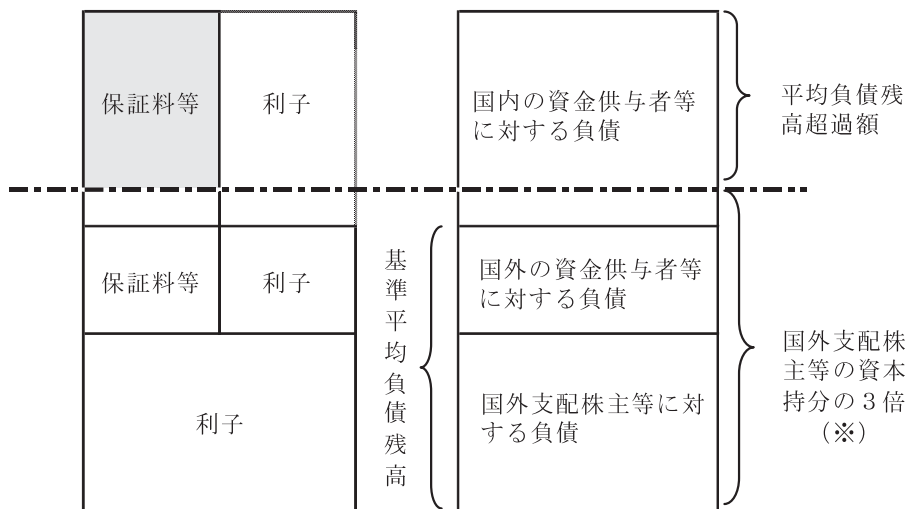 保証料等
利子
国内の資金供与者等
に対する負債
平均負債残
高超過額
保証料等
利子
基準平均負債残高
国外の資金供与者等
に対する負債
利子
国外支配株主等に対
する負債
国外支配株
主等の資本
持分の３倍
（※）